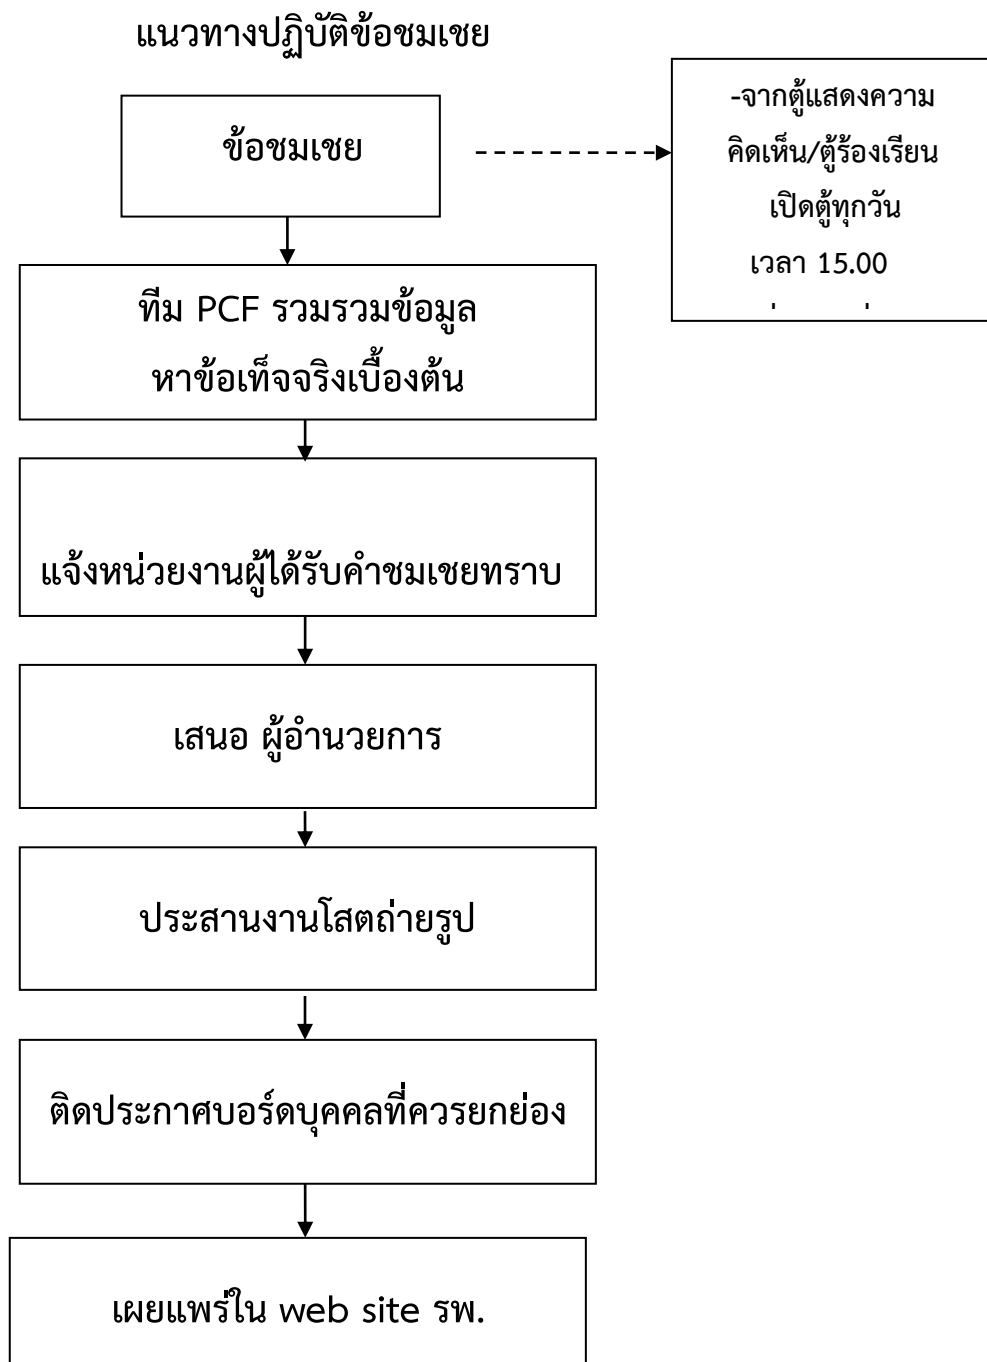 แนวทางปฏิบัติข้อชมเชย
ข้อชมเชย
-จากตู้แสดงความ
คิดเห็น/ตู้ร้องเรียน
เปิดตู้ทุกวัน
เวลา 15.00
ทีม PCF รวมรวมข้อมูล
หาข้อเท็จจริงเบื้องต้น
แจ้งหน่วยงานผู้ได้รับคำชมเชยทราบ
เสนอ ผู้อำนวยการ
ประสานงานโสตถ่ายรูป
ติดประกาศบอร์ดบุคคลที่ควรยกย่อง
เผยแพร่ใน web site รพ.